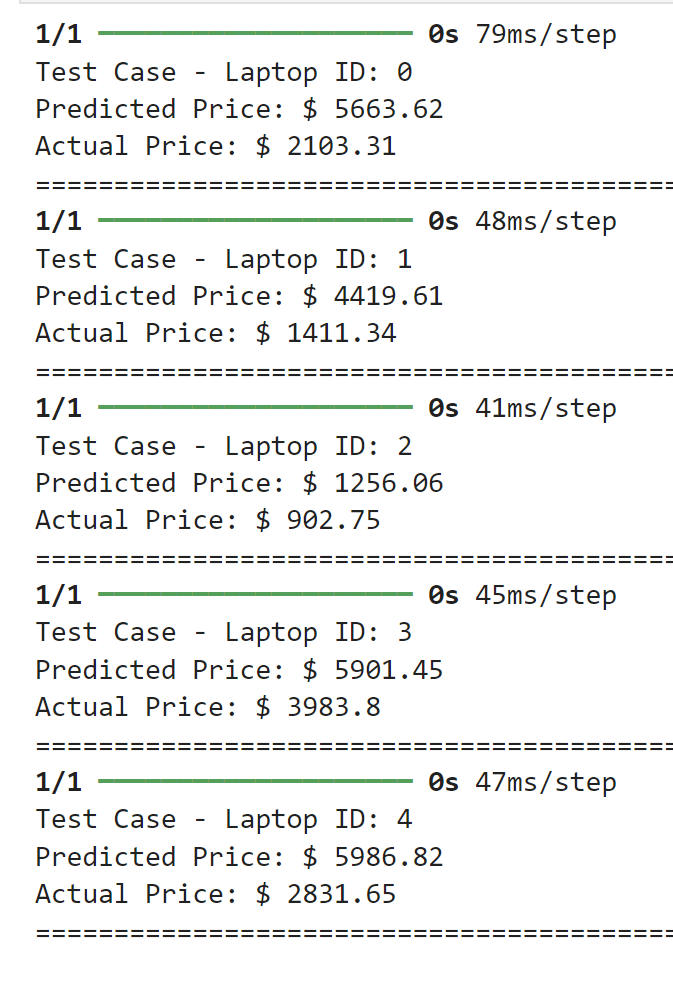 1/1 ━━━━━━━━━━━━━━━━━━━━ 0s 79ms/step
Test Case - Laptop ID: 0
Predicted Price: $ 5663.62
Actual Price: $ 2103.31
=========================================
1/1 ━━━━━━━━━━━━━━━━━━━━ 0s 48ms/step
Test Case - Laptop ID: 1
Predicted Price: $ 4419.61
Actual Price: $ 1411.34
=========================================
1/1 ━━━━━━━━━━━━━━━━━━━━ 0s 41ms/step
Test Case - Laptop ID: 2
Predicted Price: $ 1256.06
Actual Price: $ 902.75
=========================================
1/1 ━━━━━━━━━━━━━━━━━━━━ 0s 45ms/step
Test Case - Laptop ID: 3
Predicted Price: $ 5901.45
Actual Price: $ 3983.8
=========================================
1/1 ━━━━━━━━━━━━━━━━━━━━ 0s 47ms/step
Test Case - Laptop ID: 4
Predicted Price: $ 5986.82
Actual Price: $ 2831.65
=========================================